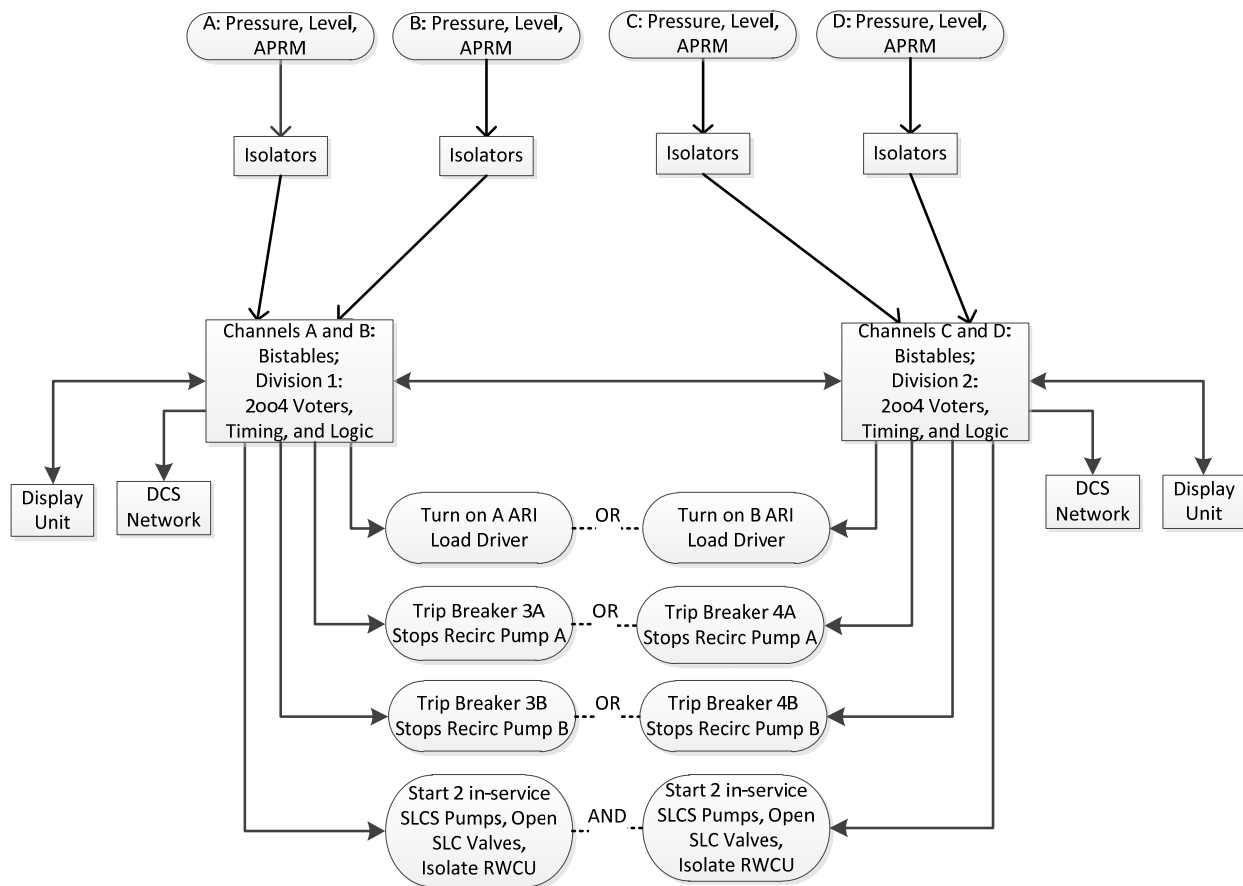 A: Pressure, Level,
APRM
B: Pressure, Level,
APRM
C: Pressure, Level,
APRM
D: Pressure, Level,
APRM
Isolators
Isolators
Isolators
Isolators
Channels A and B:
Bistables;
Division 1:
2oo4 Voters,
Timing, and Logic
Channels C and D:
Bistables;
Division 2:
2oo4 Voters,
Timing, and Logic
Display
Unit
DCS
Network
DCS
Network
Display
Unit
Turn on A ARI
Load Driver
OR
Turn on B ARI
Load Driver
Trip Breaker 3A
Stops Recirc Pump A
OR
Trip Breaker 4A
Stops Recirc Pump A
Trip Breaker 3B
Stops Recirc Pump B
OR
Trip Breaker 4B
Stops Recirc Pump B
Start 2 in-service
SLCS Pumps, Open
SLC Valves,
Isolate RWCU
AND
Start 2 in-service
SLCS Pumps, Open
SLC Valves,
Isolate RWCU